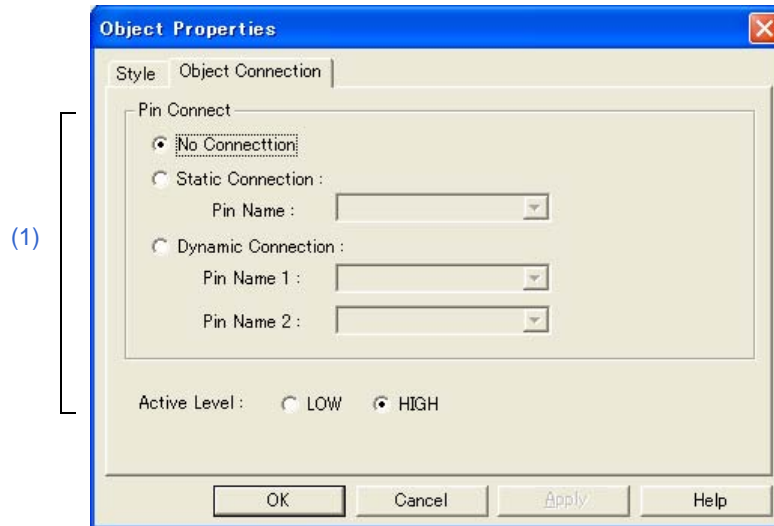 Object Properties
Style Object Connection
Pin Connect
No Connecttion
Static Connection :
Pin Name :
(1)
Dynamic Connection :
Pin Name 1 :
Pin Name 2 :
Active Level : LOW HIGH
OK Cancel Apply Help